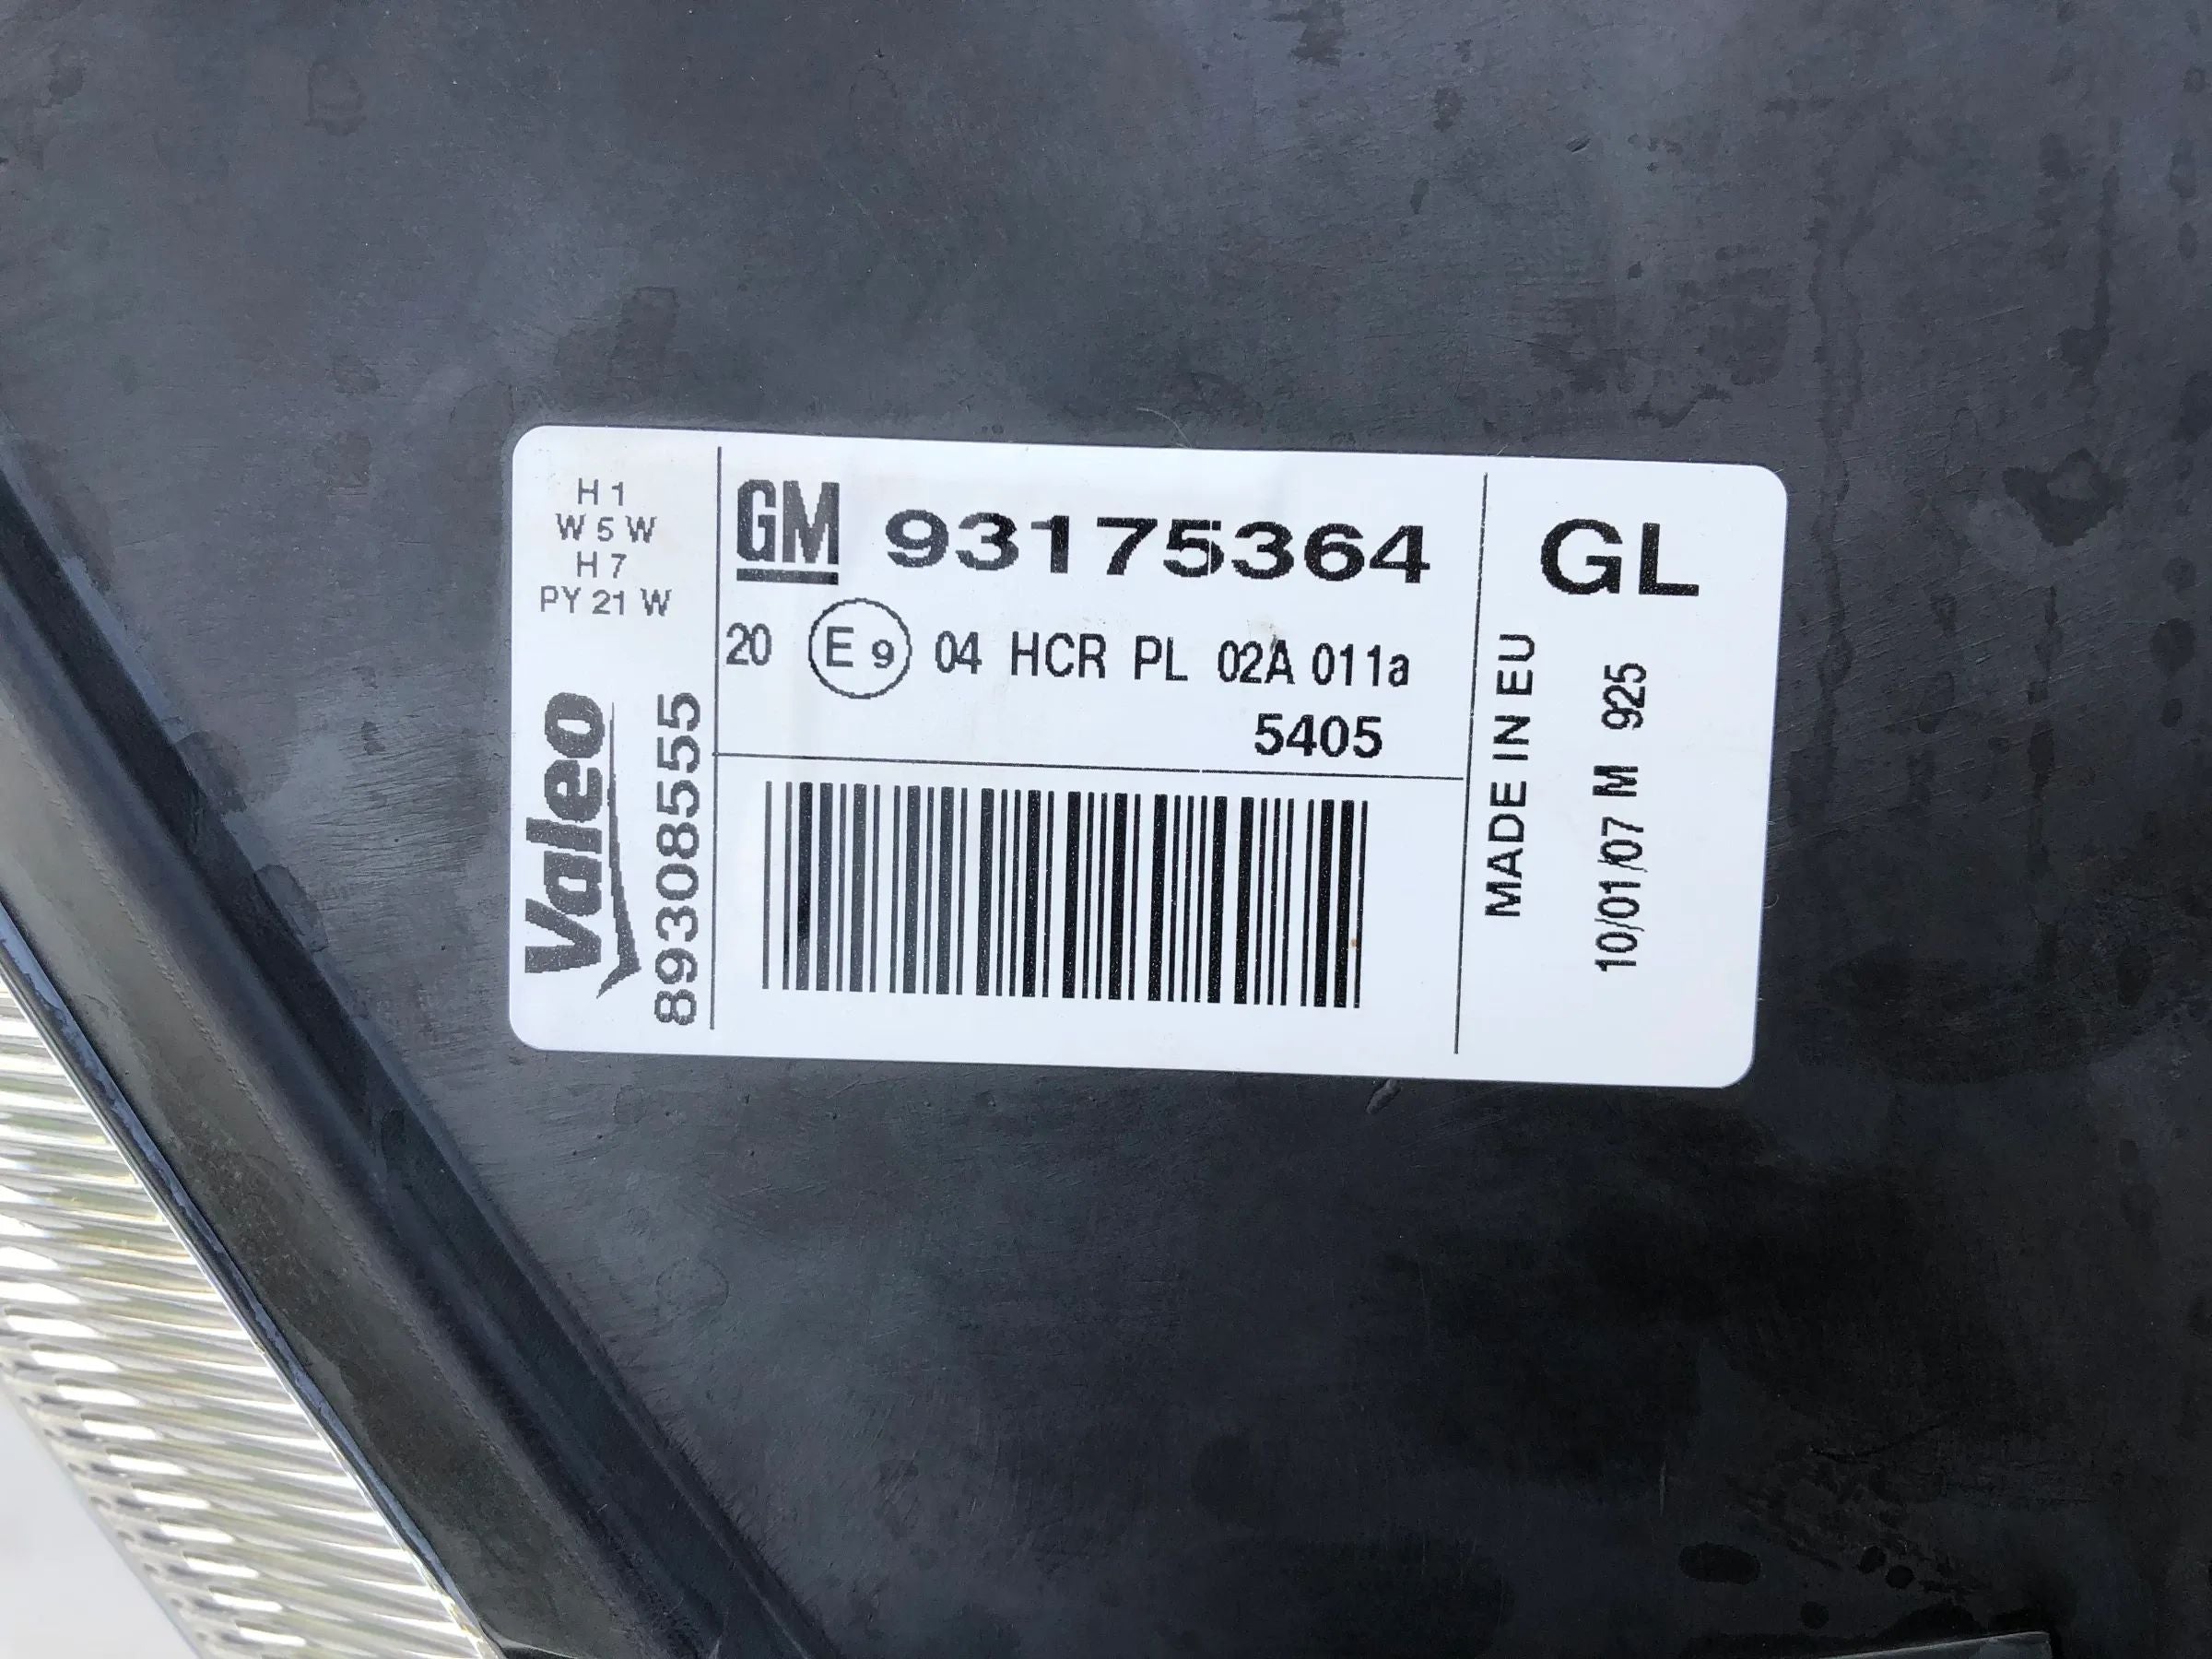 H 1
W 5 W
H 7
PY 21 W
Valeo
89308555
GM 93175364
20 E 9 04 HCR PL 02A 011a
5405
GL
MADE IN EU
10/01/07 M 925